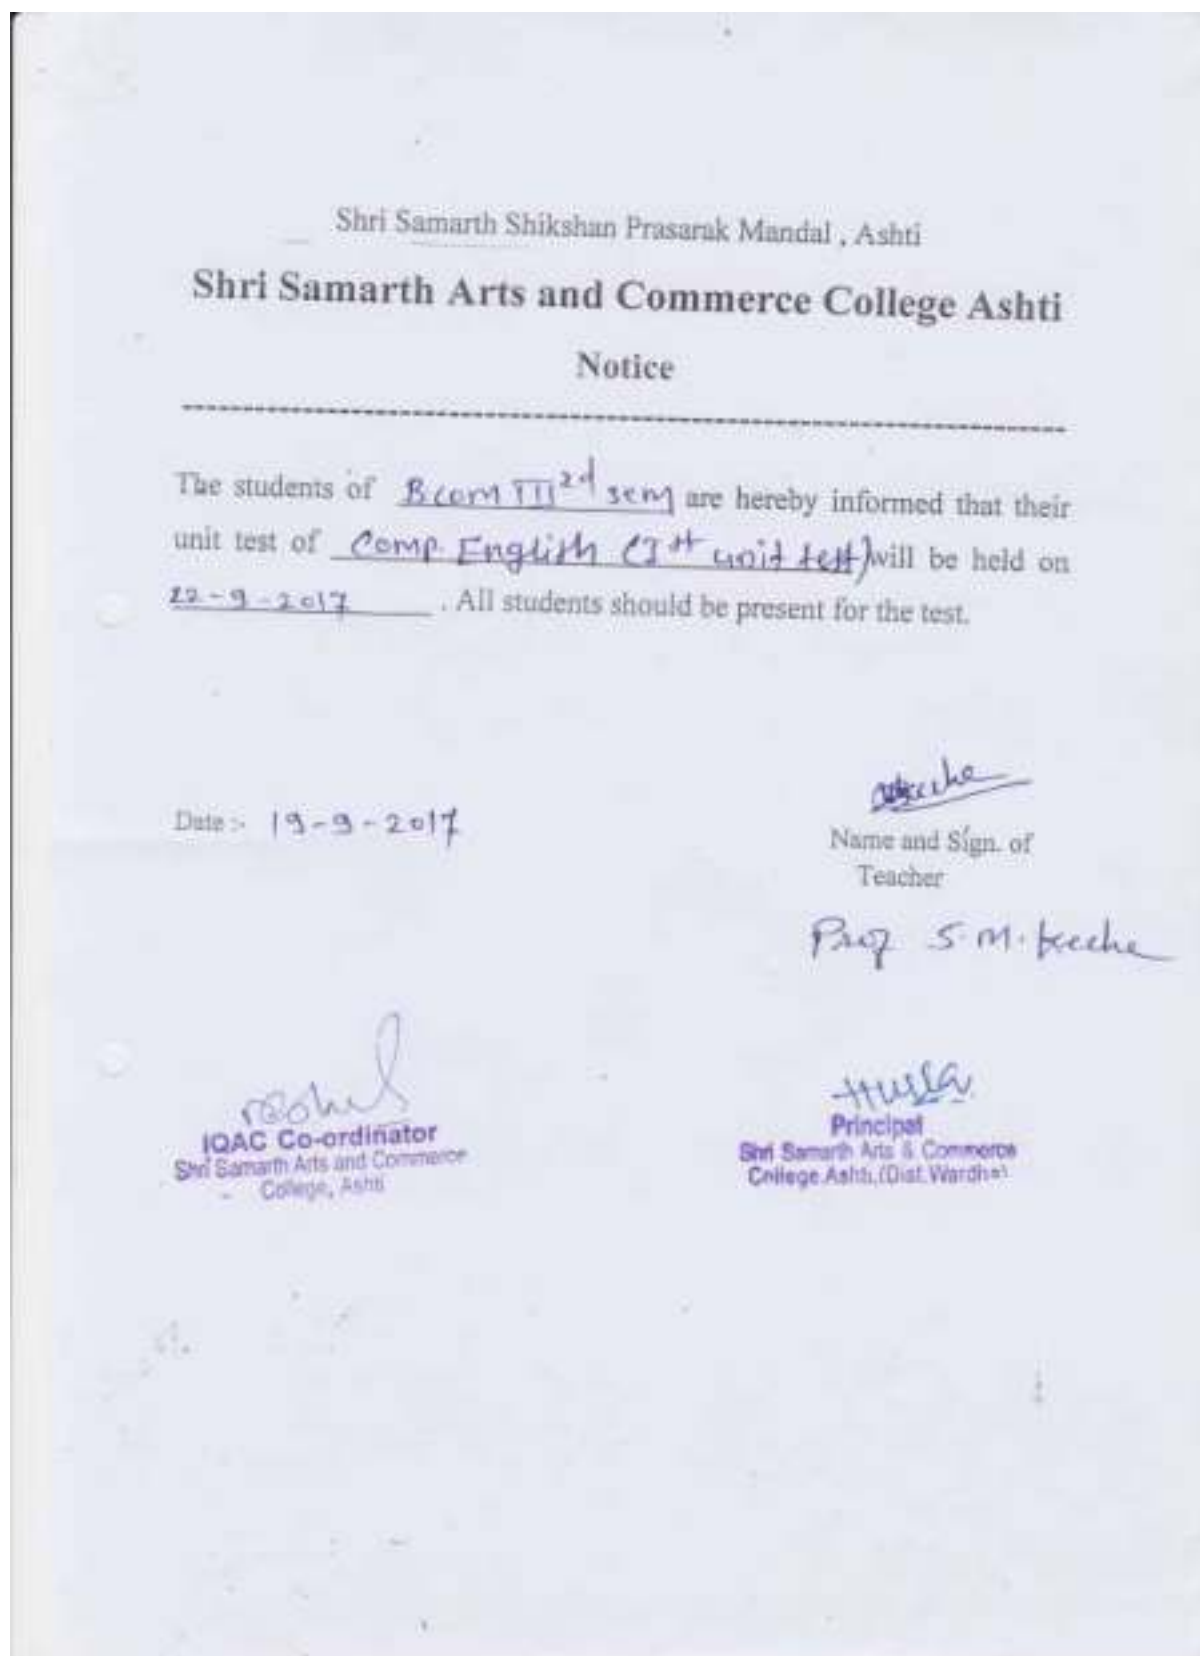 Shri Samarth Shikshan Prasarak Mandal , Ashti
Shri Samarth Arts and Commerce College Ashti
Notice
The students of Bcom III 2d sem are hereby informed that their
unit test of Comp. English (Ist unit test) will be held on
22-9-2017 . All students should be present for the test.
Date :- 19-9-2017
Name and Sign. of
Teacher
Prof S.M. Keche
IQAC Co-ordinator
Shri Samarth Arts and Commerce
College, Ashti
Principal
Shri Samarth Arts & Commerce
College.Ashti,(Dist.Wardha)